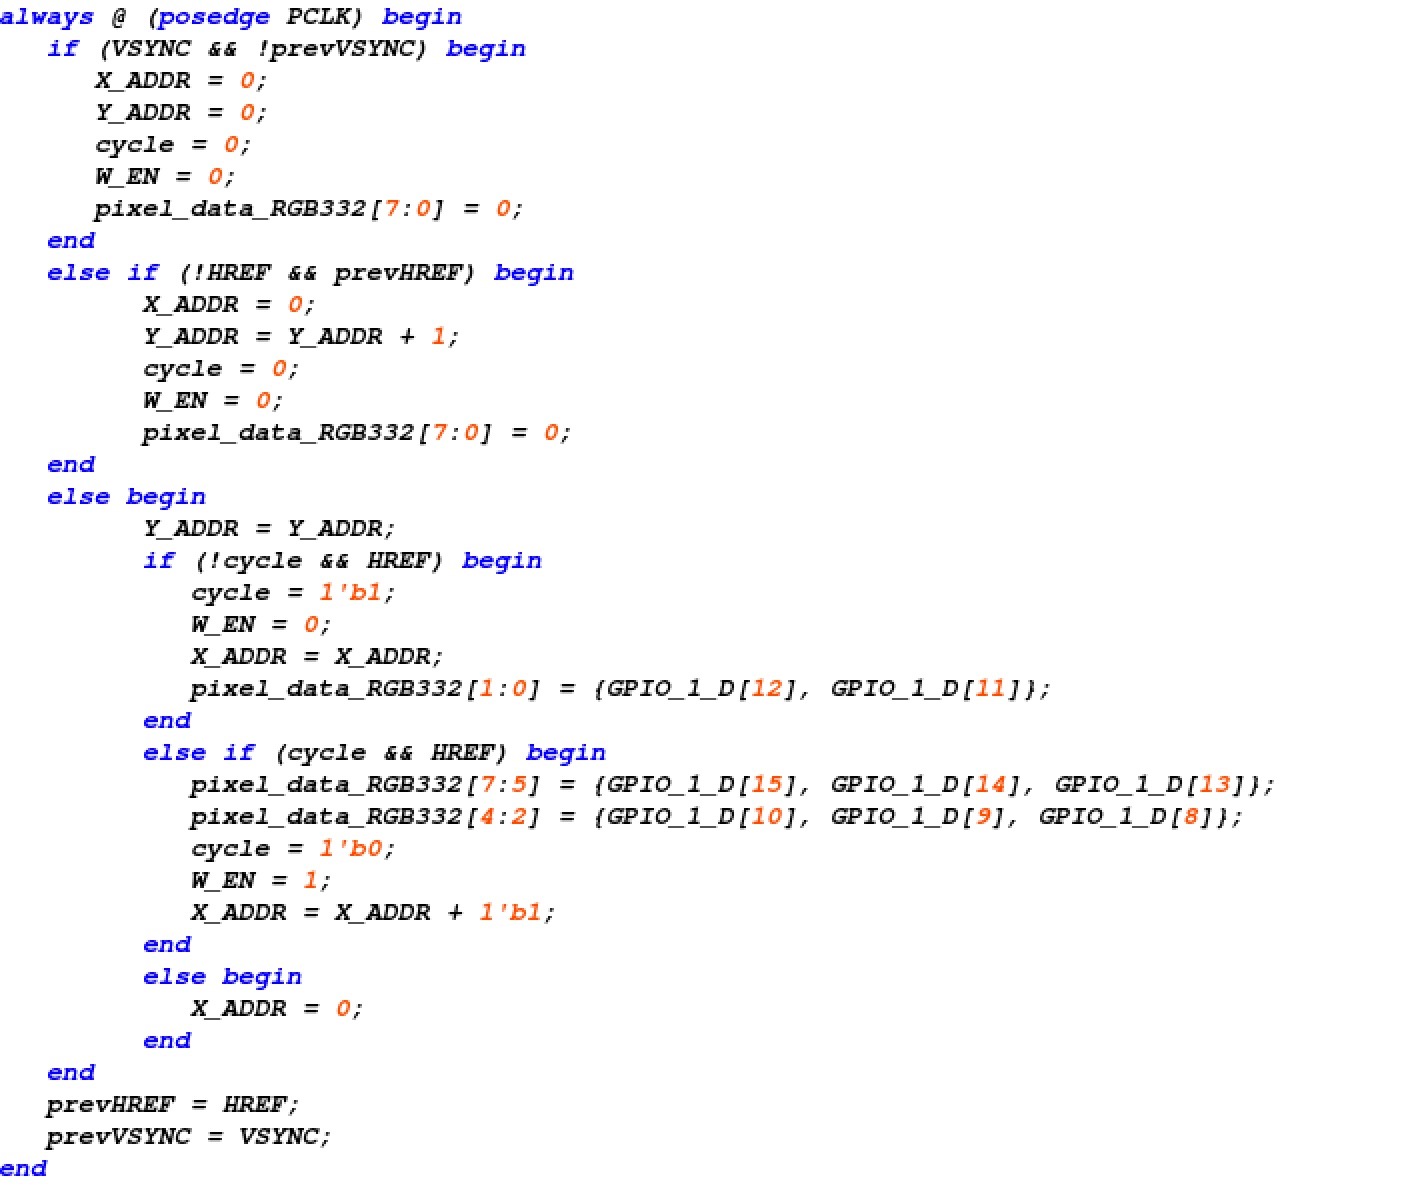 always @ (posedge PCLK) begin
   if (VSYNC && !prevVSYNC) begin
      X_ADDR = 0;
      Y_ADDR = 0;
      cycle = 0;
      W_EN = 0;
      pixel_data_RGB332[7:0] = 0;
   end
   else if (!HREF && prevHREF) begin
         X_ADDR = 0;
         Y_ADDR = Y_ADDR + 1;
         cycle = 0;
         W_EN = 0;
         pixel_data_RGB332[7:0] = 0;
   end
   else begin
         Y_ADDR = Y_ADDR;
         if (!cycle && HREF) begin
            cycle = 1'b1;
            W_EN = 0;
            X_ADDR = X_ADDR;
            pixel_data_RGB332[1:0] = {GPIO_1_D[12], GPIO_1_D[11]};
         end
         else if (cycle && HREF) begin
            pixel_data_RGB332[7:5] = {GPIO_1_D[15], GPIO_1_D[14], GPIO_1_D[13]};
            pixel_data_RGB332[4:2] = {GPIO_1_D[10], GPIO_1_D[9], GPIO_1_D[8]};
            cycle = 1'b0;
            W_EN = 1;
            X_ADDR = X_ADDR + 1'b1;
         end
         else begin
            X_ADDR = 0;
         end
   end
   prevHREF = HREF;
   prevVSYNC = VSYNC;
end